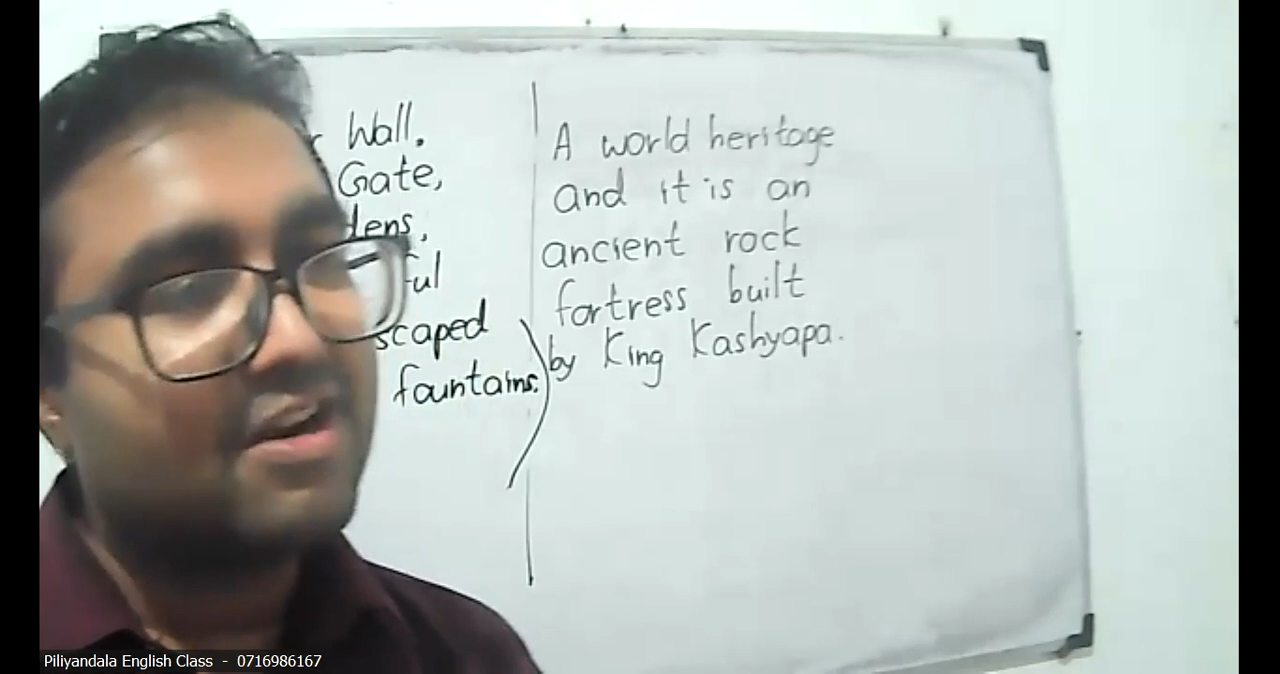 Wall.
Gate,
fountains.
A world heritage
and it is an
ancient rock
fortress built
by King Kashyapa.
Piliyandala English Class - 0716986167